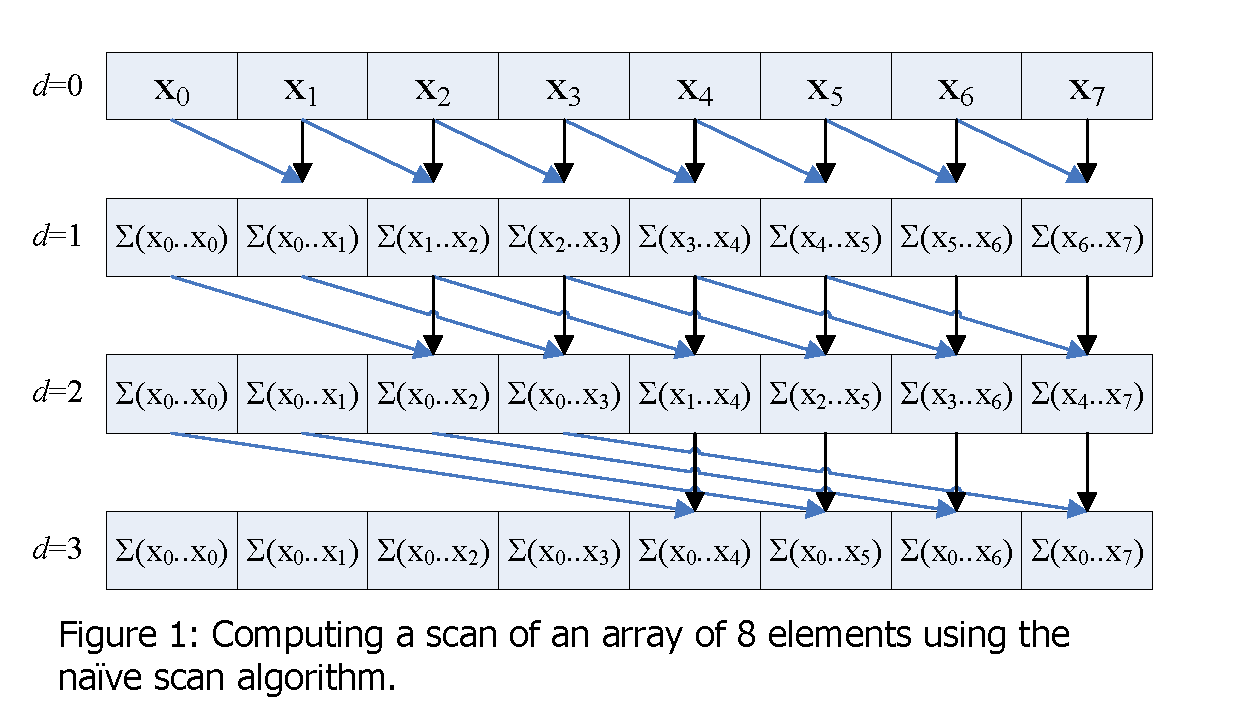 d=0 x₀ x₁ x₂ x₃ x₄ x₅ x₆ x₇
d=1 Σ(x₀..x₀) Σ(x₀..x₁) Σ(x₁..x₂) Σ(x₂..x₃) Σ(x₃..x₄) Σ(x₄..x₅) Σ(x₅..x₆) Σ(x₆..x₇)
d=2 Σ(x₀..x₀) Σ(x₀..x₁) Σ(x₀..x₂) Σ(x₀..x₃) Σ(x₁..x₄) Σ(x₂..x₅) Σ(x₃..x₆) Σ(x₄..x₇)
d=3 Σ(x₀..x₀) Σ(x₀..x₁) Σ(x₀..x₂) Σ(x₀..x₃) Σ(x₀..x₄) Σ(x₀..x₅) Σ(x₀..x₆) Σ(x₀..x₇)
Figure 1: Computing a scan of an array of 8 elements using the
naïve scan algorithm.